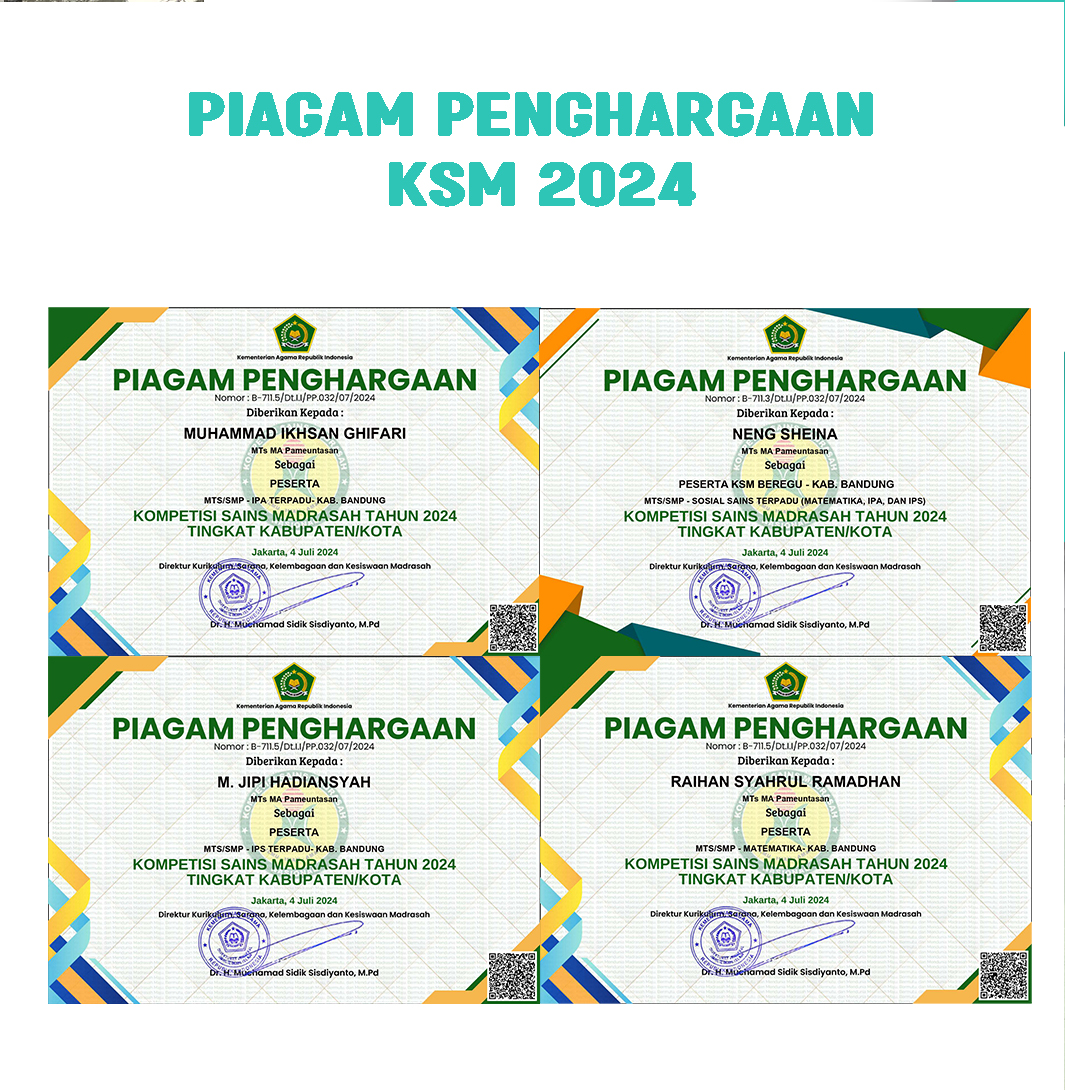 PIAGAM PENGHARGAAN
KSM 2024
Kementerian Agama Republik Indonesia
PIAGAM PENGHARGAAN
Nomor : B-711.5/Dt.I.I/PP.032/07/2024
Diberikan Kepada :
MUHAMMAD IKHSAN GHIFARI
MTs MA Pameuntasan
Sebagai
PESERTA
MTS/SMP - IPA TERPADU- KAB. BANDUNG
KOMPETISI SAINS MADRASAH TAHUN 2024
TINGKAT KABUPATEN/KOTA
Jakarta, 4 Juli 2024
Direktur Kurikulum, Sarana, Kelembagaan dan Kesiswaan Madrasah
Dr. H. Muchamad Sidik Sisdiyanto, M.Pd
Kementerian Agama Republik Indonesia
PIAGAM PENGHARGAAN
Nomor : B-711.3/Dt.I.I/PP.032/07/2024
Diberikan Kepada :
NENG SHEINA
MTs MA Pameuntasan
Sebagai
PESERTA KSM BEREGU - KAB. BANDUNG
MTS/SMP - SOSIAL SAINS TERPADU (MATEMATIKA, IPA, DAN IPS)
KOMPETISI SAINS MADRASAH TAHUN 2024
TINGKAT KABUPATEN/KOTA
Jakarta, 4 Juli 2024
Direktur Kurikulum, Sarana, Kelembagaan dan Kesiswaan Madrasah
Dr. H. Muchamad Sidik Sisdiyanto, M.Pd
Kementerian Agama Republik Indonesia
PIAGAM PENGHARGAAN
Nomor : B-711.5/Dt.I.I/PP.032/07/2024
Diberikan Kepada :
M. JIPI HADIANSYAH
MTs MA Pameuntasan
Sebagai
PESERTA
MTS/SMP - IPS TERPADU- KAB. BANDUNG
KOMPETISI SAINS MADRASAH TAHUN 2024
TINGKAT KABUPATEN/KOTA
Jakarta, 4 Juli 2024
Direktur Kurikulum, Sarana, Kelembagaan dan Kesiswaan Madrasah
Dr. H. Muchamad Sidik Sisdiyanto, M.Pd
Kementerian Agama Republik Indonesia
PIAGAM PENGHARGAAN
Nomor : B-711.5/Dt.I.I/PP.032/07/2024
Diberikan Kepada :
RAIHAN SYAHRUL RAMADHAN
MTs MA Pameuntasan
Sebagai
PESERTA
MTS/SMP - MATEMATIKA- KAB. BANDUNG
KOMPETISI SAINS MADRASAH TAHUN 2024
TINGKAT KABUPATEN/KOTA
Jakarta, 4 Juli 2024
Direktur Kurikulum, Sarana, Kelembagaan dan Kesiswaan Madrasah
Dr. H. Muchamad Sidik Sisdiyanto, M.Pd